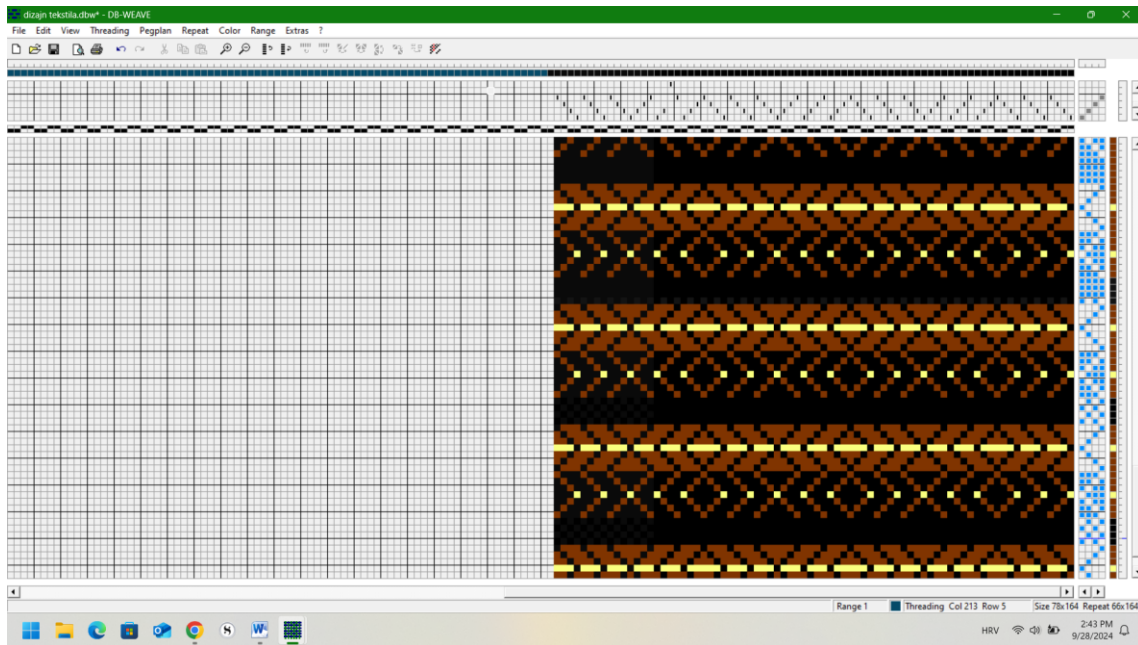 dizajn tekstila.dbw* - DB-WEAVE
File Edit View Threading Pegplan Repeat Color Range Extras ?
Range 1 Threading Col 213 Row 5 Size 78x164 Repeat 66x164
HRV 2:43 PM
9/28/2024